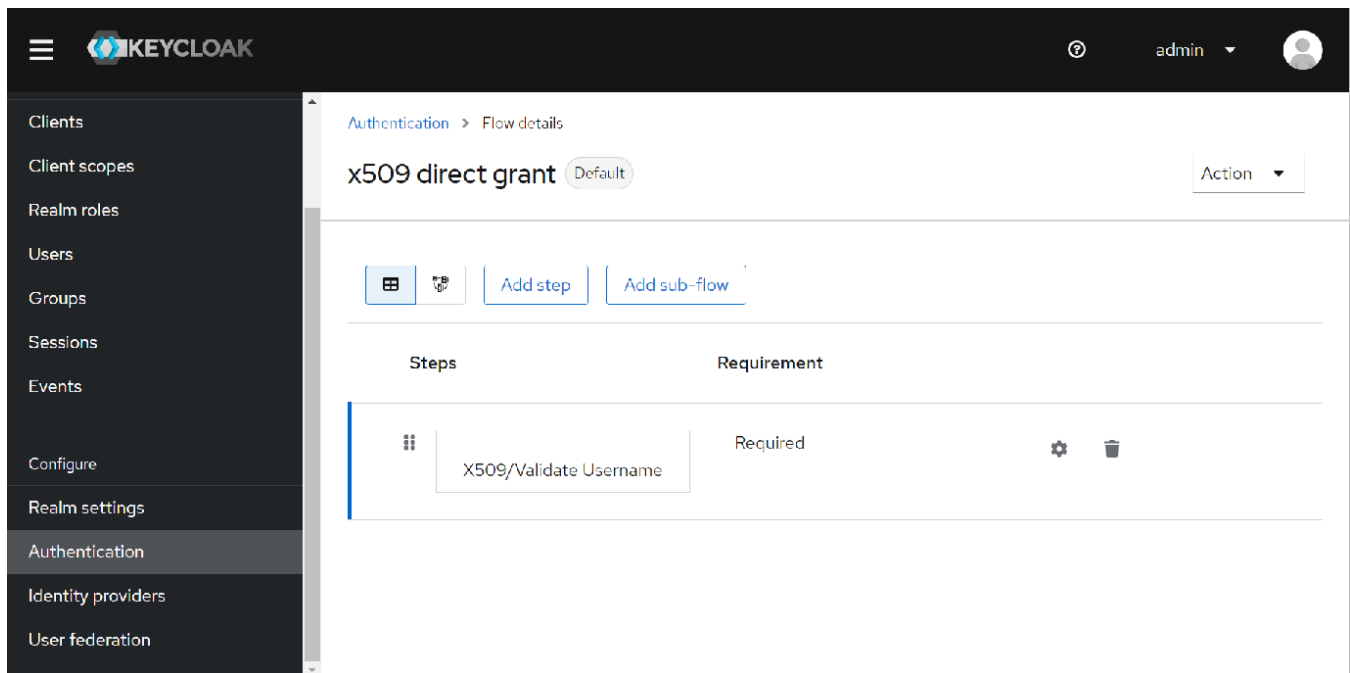 KEYCLOAK
admin
Clients
Client scopes
Realm roles
Users
Groups
Sessions
Events
Configure
Realm settings
Authentication
Identity providers
User federation
Authentication > Flow details
x509 direct grant Default
Action
Add step Add sub-flow
Steps Requirement
X509/Validate Username Required